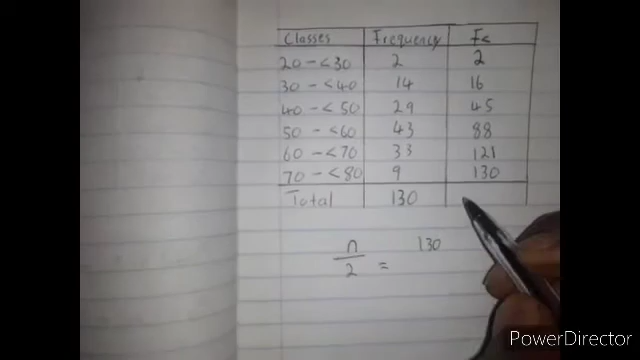 Classes Frequency F<
20 - <30 2 2
30 - <40 14 16
40 - <50 29 45
50 - <60 43 88
60 - <70 33 121
70 - <80 9 130
Total 130
n 130
2 =
PowerDirector